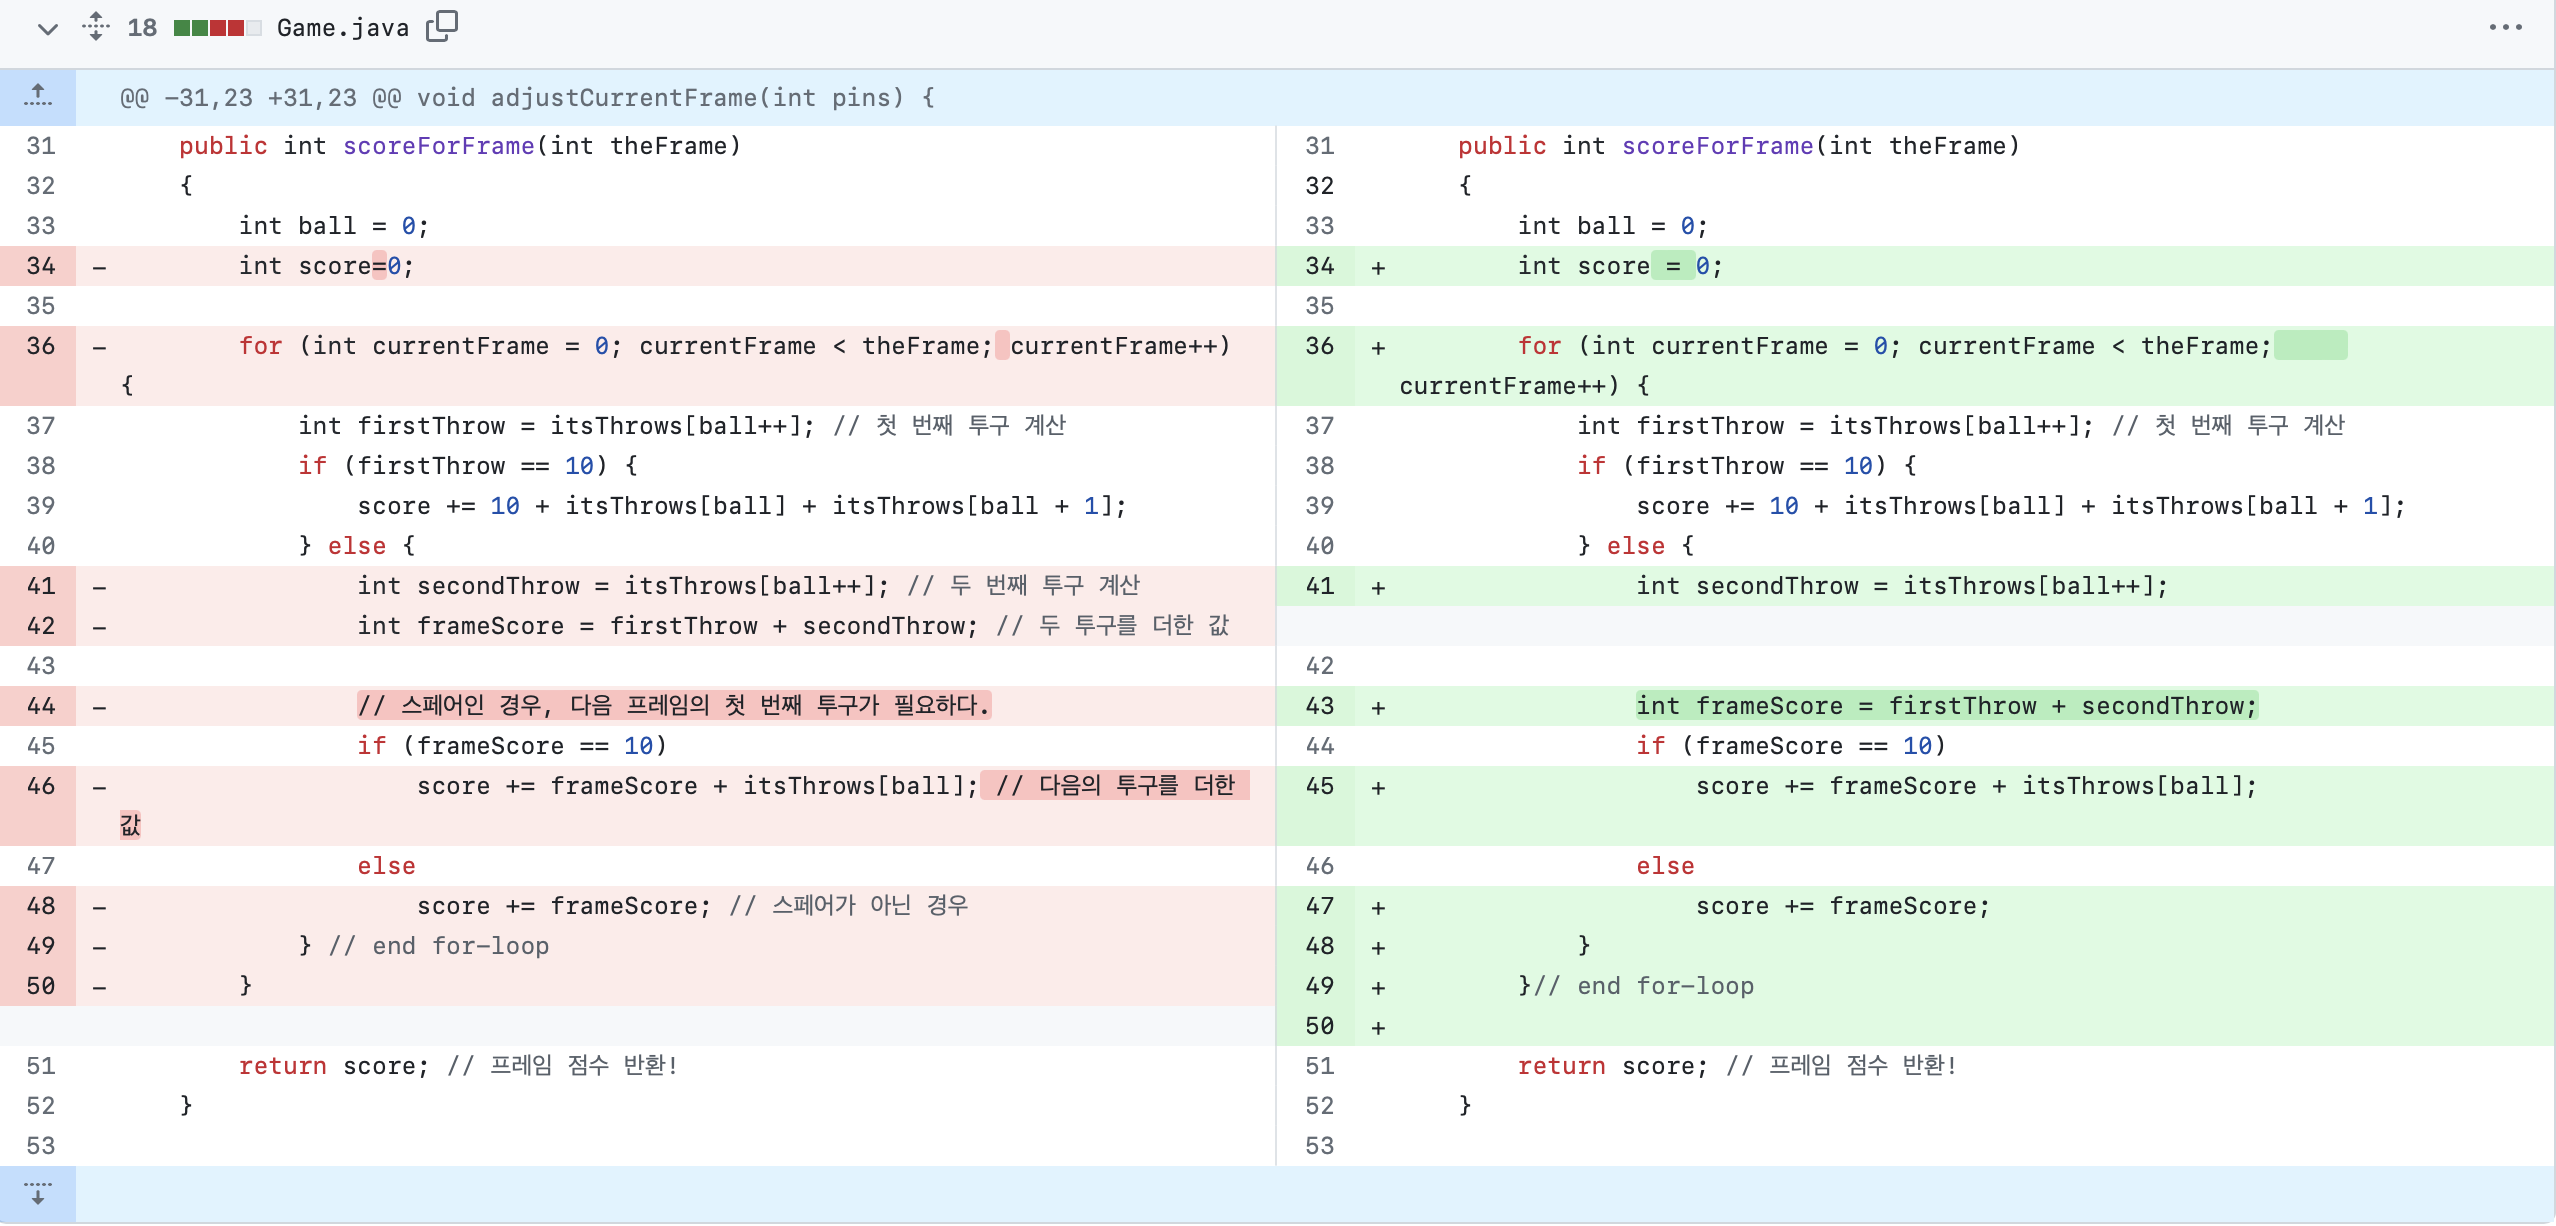 18 Game.java
@@ -31,23 +31,23 @@ void adjustCurrentFrame(int pins) {
31 public int scoreForFrame(int theFrame)
32 {
33 int ball = 0;
34 - int score=0;
35
36 - for (int currentFrame = 0; currentFrame < theFrame; currentFrame++)
{
37 int firstThrow = itsThrows[ball++]; // 첫 번째 투구 계산
38 if (firstThrow == 10) {
39 score += 10 + itsThrows[ball] + itsThrows[ball + 1];
40 } else {
41 - int secondThrow = itsThrows[ball++]; // 두 번째 투구 계산
42 - int frameScore = firstThrow + secondThrow; // 두 투구를 더한 값
43
44 - // 스페어인 경우, 다음 프레임의 첫 번째 투구가 필요하다.
45 if (frameScore == 10)
46 - score += frameScore + itsThrows[ball]; // 다음의 투구를 더한
값
47 else
48 - score += frameScore; // 스페어가 아닌 경우
49 - } // end for-loop
50 - }
51 return score; // 프레임 점수 반환!
52 }
53
31 public int scoreForFrame(int theFrame)
32 {
33 int ball = 0;
34 + int score = 0;
35
36 + for (int currentFrame = 0; currentFrame < theFrame;
currentFrame++) {
37 int firstThrow = itsThrows[ball++]; // 첫 번째 투구 계산
38 if (firstThrow == 10) {
39 score += 10 + itsThrows[ball] + itsThrows[ball + 1];
40 } else {
41 + int secondThrow = itsThrows[ball++];
42
43 + int frameScore = firstThrow + secondThrow;
44 if (frameScore == 10)
45 + score += frameScore + itsThrows[ball];
46 else
47 + score += frameScore;
48 + }
49 + }// end for-loop
50 +
51 return score; // 프레임 점수 반환!
52 }
53